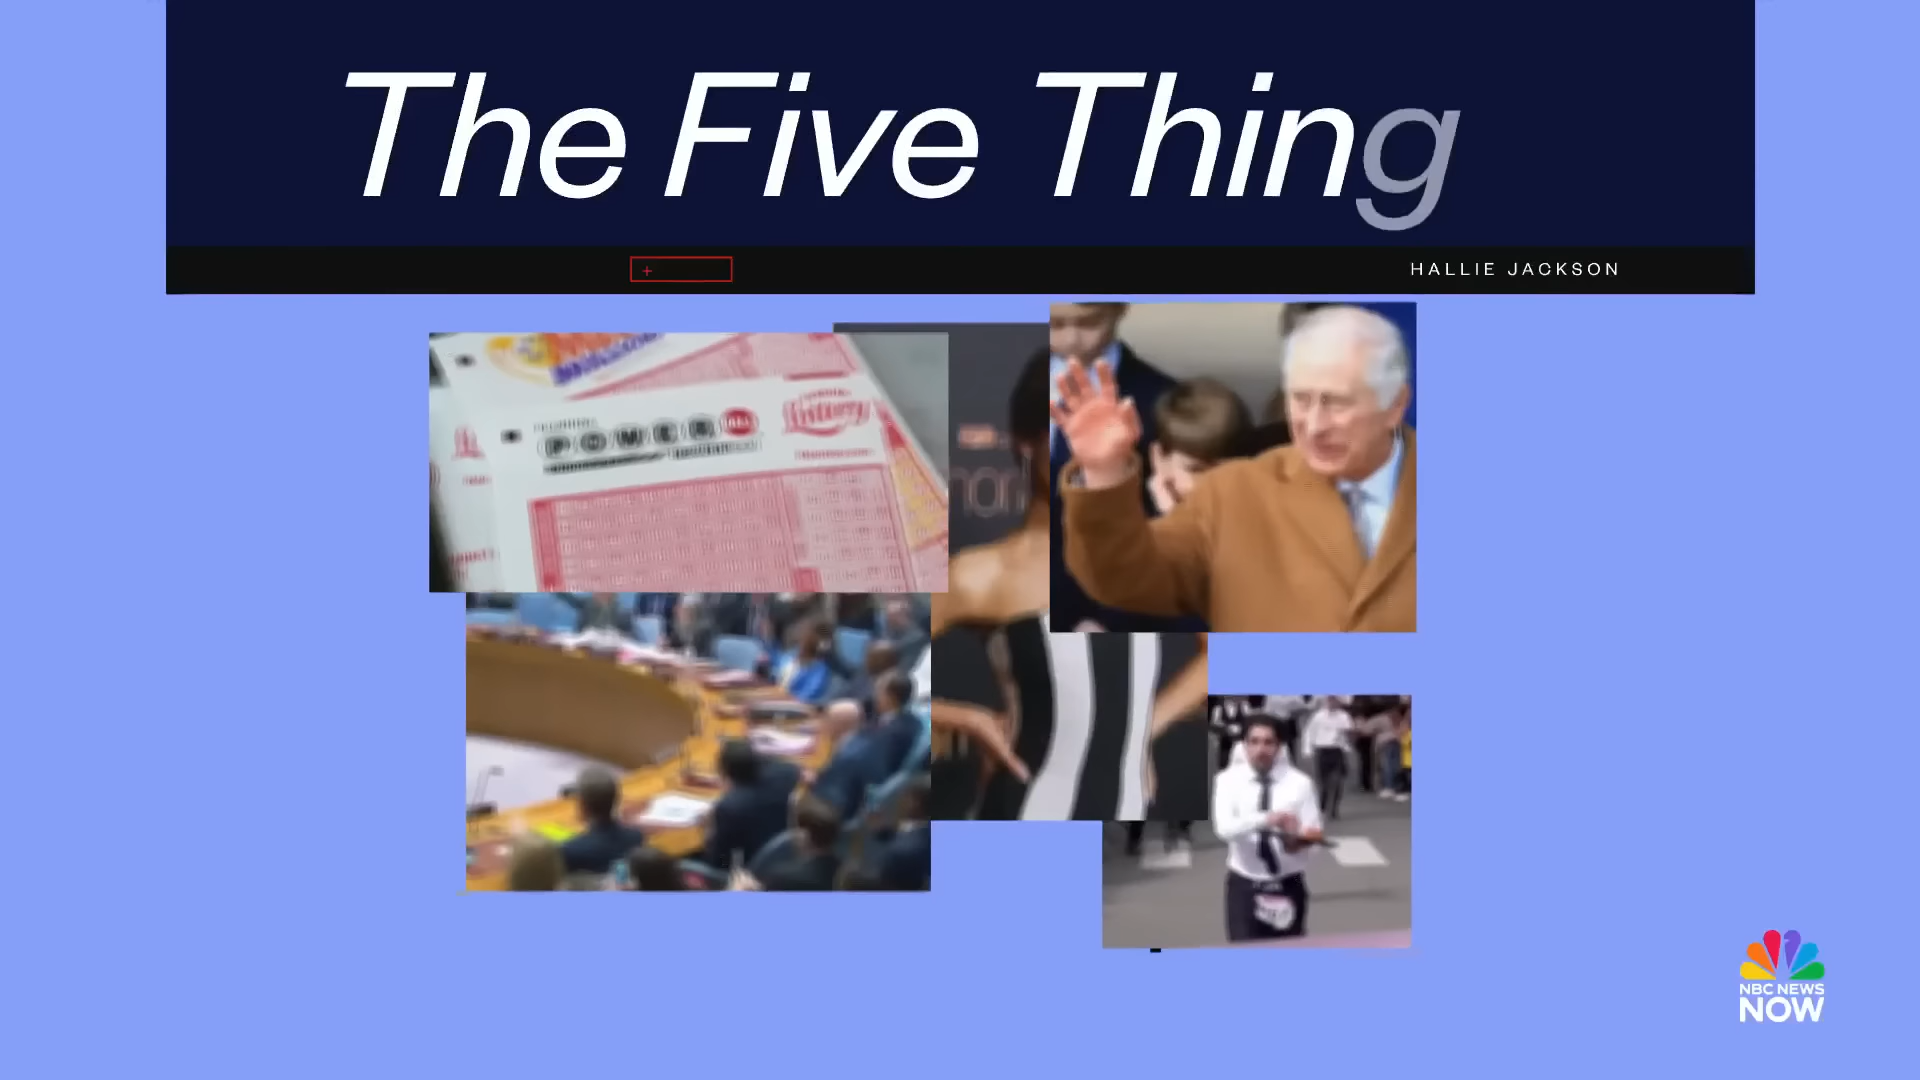 The Five Thing
HALLIE JACKSON
POWERBALL
lottery
NBC NEWS
NOW